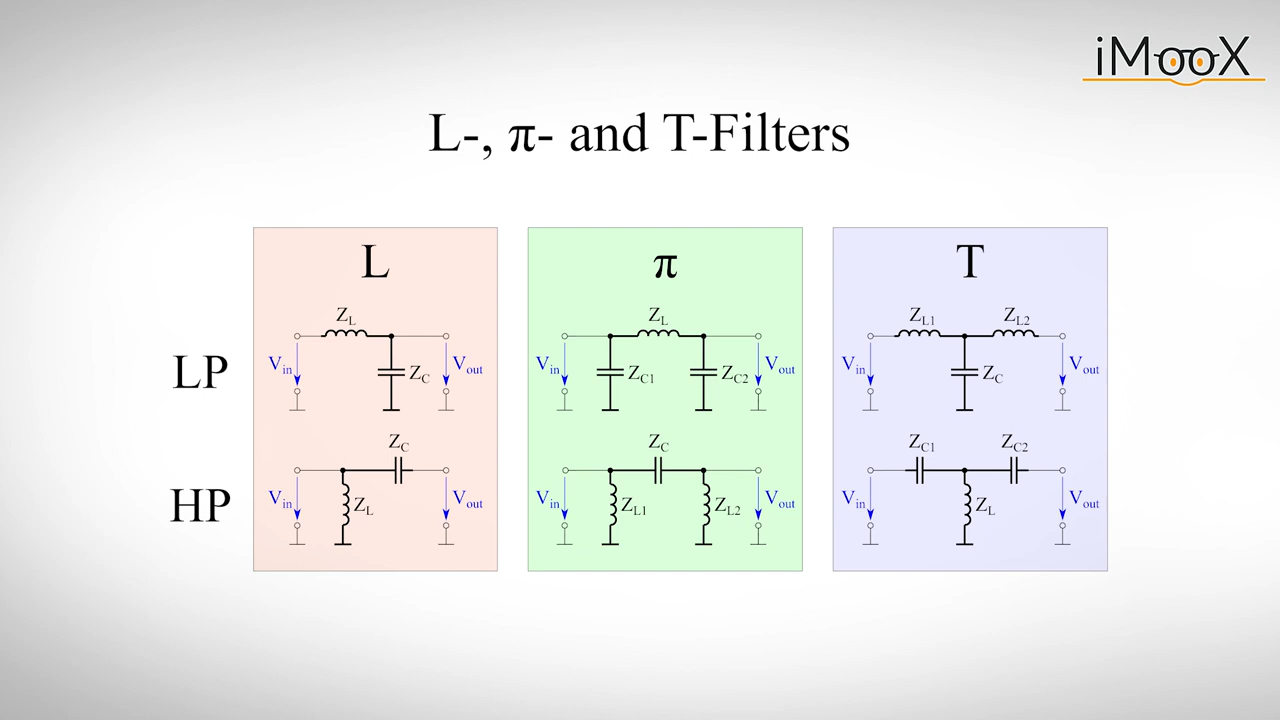 iMooX
L-, π- and T-Filters
L
π
T
LP
Z_L
V_in
Z_C
V_out
Z_L
V_in
Z_C1
Z_C2
V_out
Z_L1
Z_L2
V_in
Z_C
V_out
HP
Z_C
V_in
Z_L
V_out
Z_C
V_in
Z_L1
Z_L2
V_out
Z_C1
Z_C2
V_in
Z_L
V_out